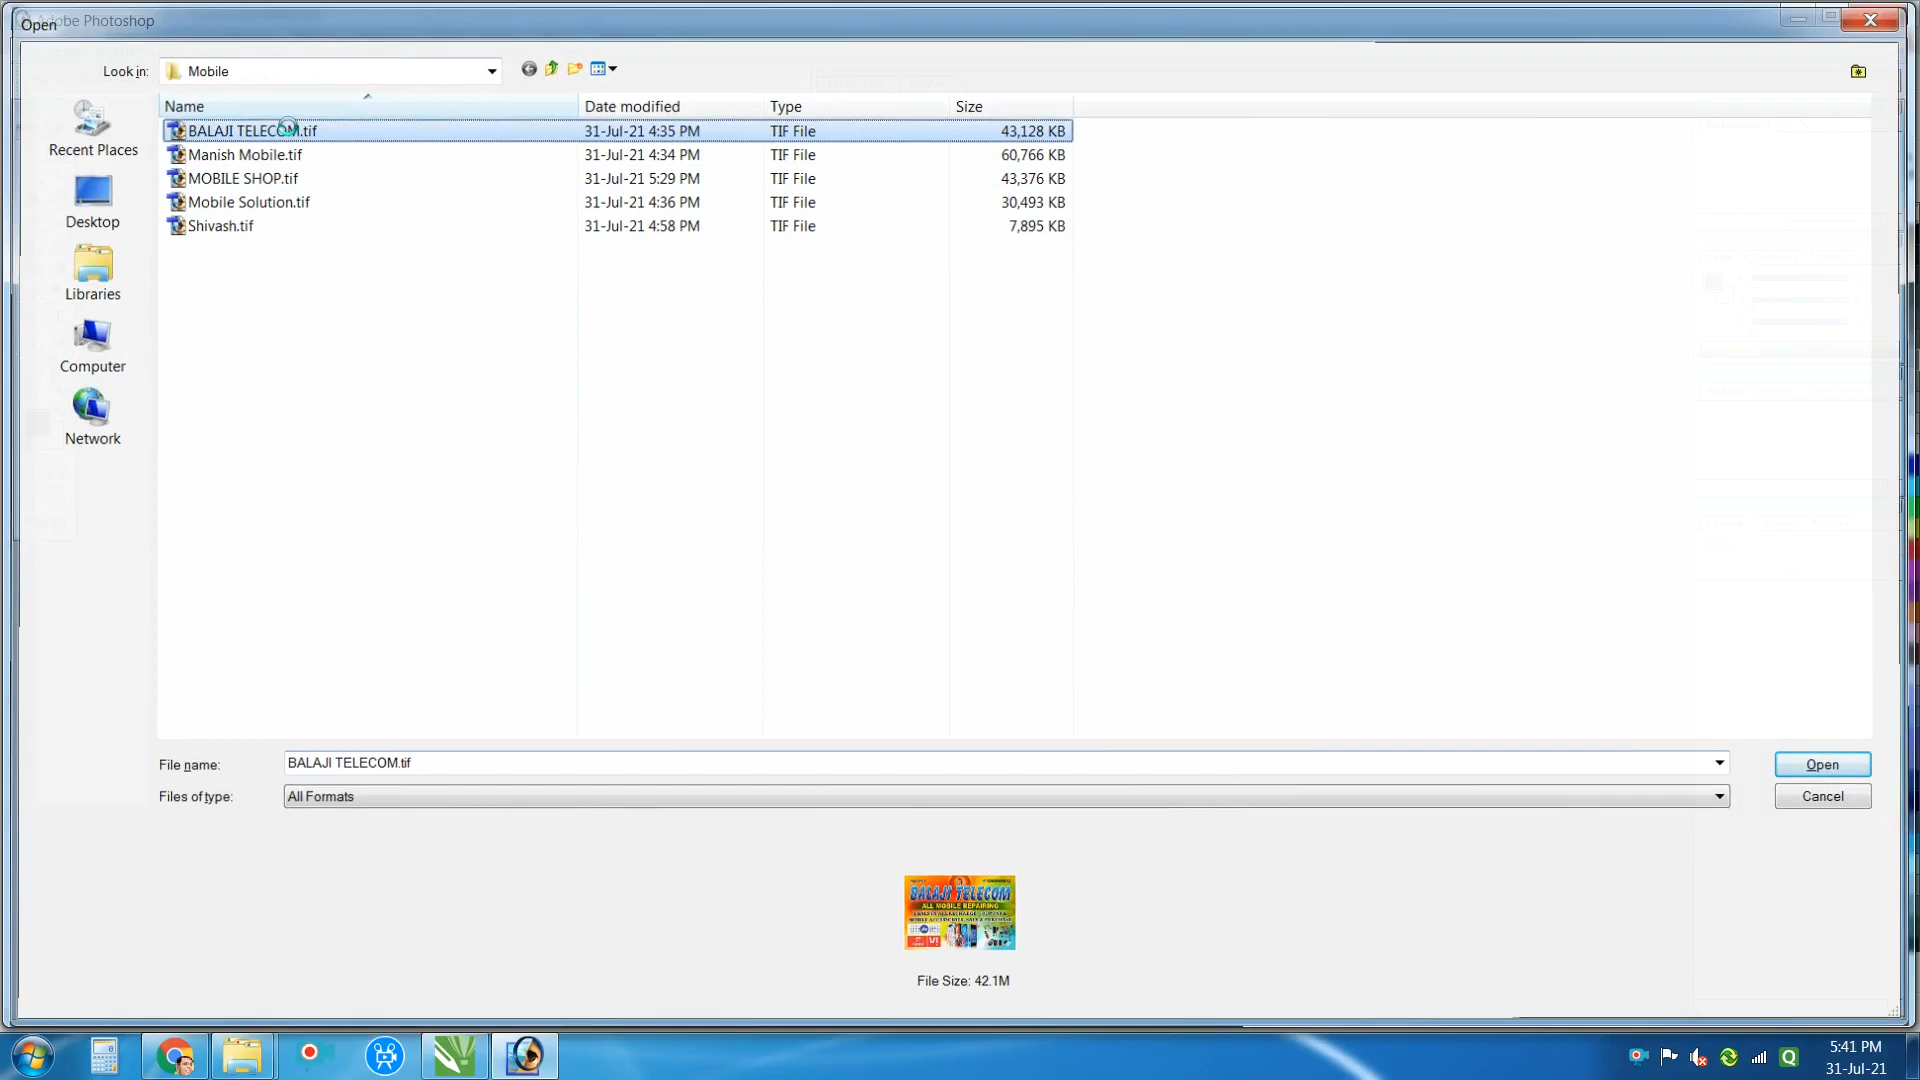 Adobe Photoshop
Open
Look in:
Mobile
Name
Date modified
Type
Size
BALAJI TELECOM.tif
31-Jul-21 4:35 PM
TIF File
43,128 KB
Manish Mobile.tif
31-Jul-21 4:34 PM
TIF File
60,766 KB
MOBILE SHOP.tif
31-Jul-21 5:29 PM
TIF File
43,376 KB
Mobile Solution.tif
31-Jul-21 4:36 PM
TIF File
30,493 KB
Shivash.tif
31-Jul-21 4:58 PM
TIF File
7,895 KB
Recent Places
Desktop
Libraries
Computer
Network
File name:
BALAJI TELECOM.tif
Open
Files of type:
All Formats
Cancel
BALAJI TELECOM
ALL MOBILE REPAIRING
File Size: 42.1M
5:41 PM
31-Jul-21